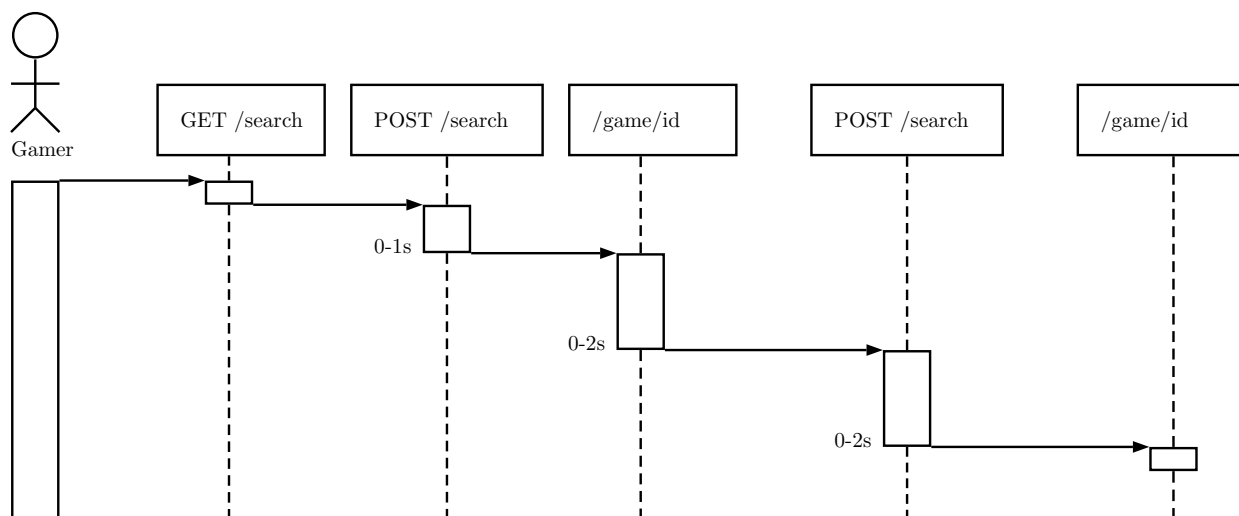 GET /search
POST /search
/game/id
POST /search
/game/id
Gamer
0-1s
0-2s
0-2s